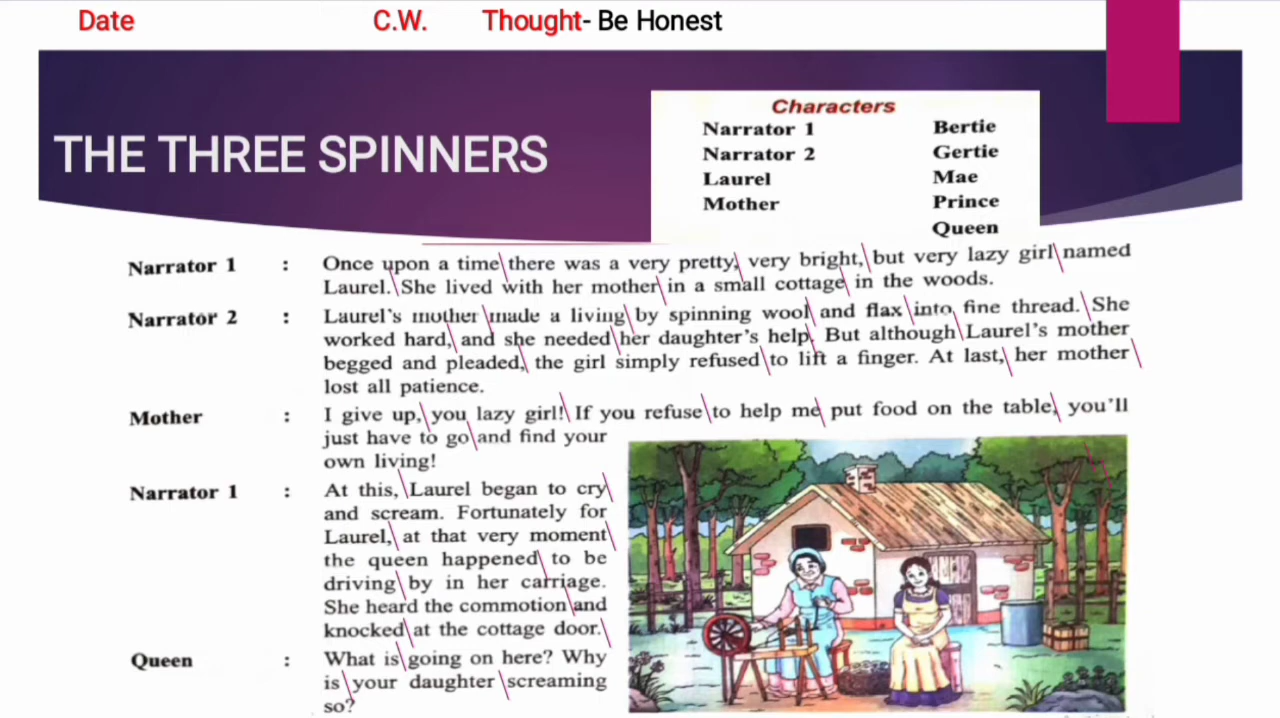 Date C.W. Thought- Be Honest
THE THREE SPINNERS
Characters
Narrator 1 Bertie
Narrator 2 Gertie
Laurel Mae
Mother Prince
Queen
Narrator 1 : Once upon a time there was a very pretty, very bright, but very lazy girl named
Laurel. She lived with her mother in a small cottage in the woods.
Narrator 2 : Laurel's mother made a living by spinning wool and flax into fine thread. She
worked hard, and she needed her daughter's help. But although Laurel's mother
begged and pleaded, the girl simply refused to lift a finger. At last, her mother
lost all patience.
Mother : I give up, you lazy girl! If you refuse to help me put food on the table, you'll
just have to go and find your
own living!
Narrator 1 : At this, Laurel began to cry
and scream. Fortunately for
Laurel, at that very moment
the queen happened to be
driving by in her carriage.
She heard the commotion and
knocked at the cottage door.
Queen : What is going on here? Why
is your daughter screaming
so?